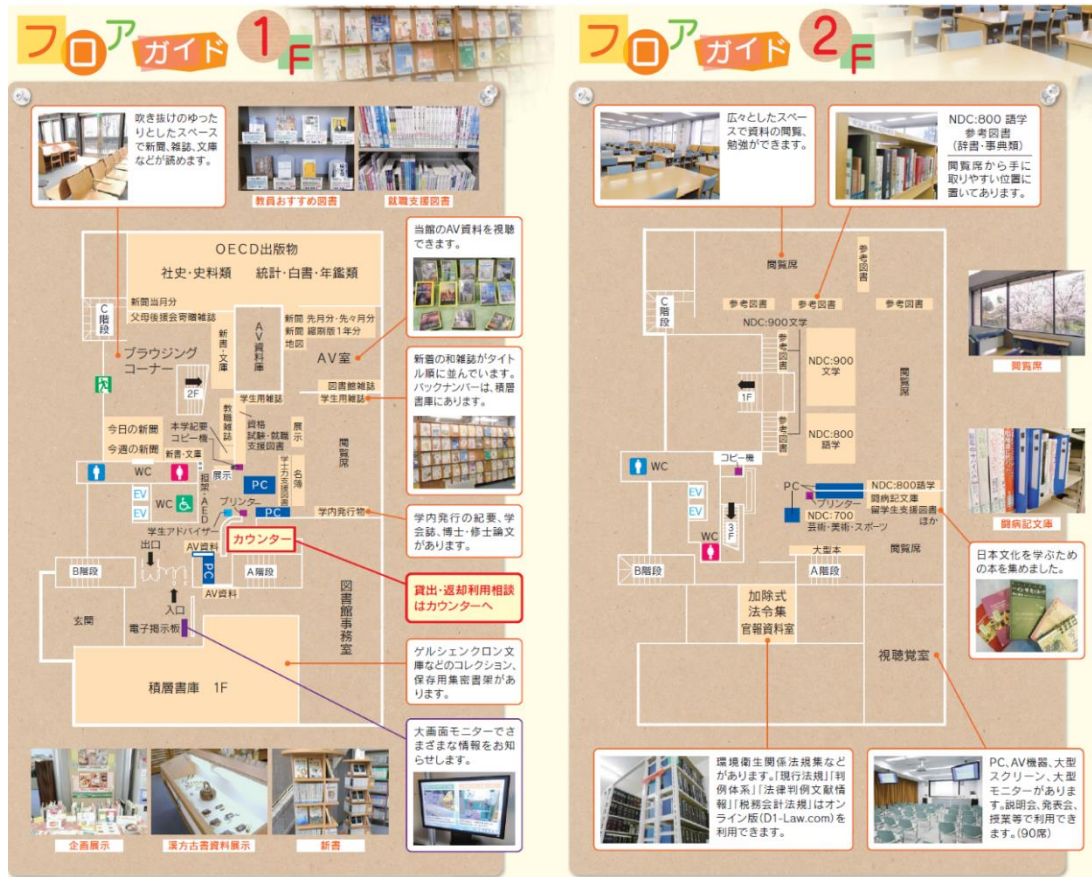 フロアガイド 1F
吹き抜けのゆった
りとしたスペース
で新聞、雑誌、文庫
などが読めます。
教員おすすめ図書
就職支援図書
当館のAV資料を視聴
できます。
OECD出版物
社史・史料類 統計・白書・年鑑類
新聞当月分
父母後援会寄贈雑誌
C階段
新書・文庫
AV資料庫
新聞 先月分・先々月分
新聞 縮刷版1年分
地図
AV室
ブラウジング
コーナー
2F
図書館雑誌
学生用雑誌
学生用雑誌
新着の和雑誌がタイト
ル順に並んでいます。
バックナンバーは、積層
書庫にあります。
教職雑誌
本学紀要
コピー機
資格
試験・就職
支援図書
展示
閲覧席
今日の新聞
今週の新聞
新書・文庫
WC
展示
PC
学士力支援図書
名簿
EV
EV
WC
担架・AED
プリンター
PC
学内発行物
学内発行の紀要、学
会誌、博士・修士論文
があります。
学生アドバイザー
カウンター
出口
AV資料
B階段
PC
A階段
AV資料
貸出・返却利用相談
はカウンターへ
入口
玄関
電子掲示板
図書館事務室
積層書庫 1F
ゲルシェンクロン文
庫などのコレクション、
保存用集密書架があ
ります。
大画面モニターでさ
まざまな情報をお知
らせします。
企画展示
漢方古書資料展示
新書
フロアガイド 2F
広々としたスペー
スで資料の閲覧、
勉強ができます。
NDC:800 語学
参考図書
(辞書・事典類)
閲覧席から手に
取りやすい位置に
置いてあります。
閲覧席
参考図書
C階段
参考図書
参考図書
参考図書
NDC:900文学
参考図書
NDC:900
文学
閲覧席
閲覧席
1F
参考図書
NDC:800
語学
コピー機
WC
EV
EV
3F
PC
プリンター
NDC:800語学
闘病記文庫
留学生支援図書
ほか
NDC:700
芸術・美術・スポーツ
闘病記文庫
WC
大型本
閲覧席
B階段
A階段
日本文化を学ぶため
の本を集めました。
加除式
法令集
官報資料室
視聴覚室
環境衛生関係法規集など
があります。「現行法規」「判
例体系」「法律判例文献情
報」「税務会計法規」はオン
ライン版(D1-Law.com)を
利用できます。
PC、AV機器、大型
スクリーン、大型
モニターがありま
す。説明会、発表会、
授業等で利用でき
ます。(90席)